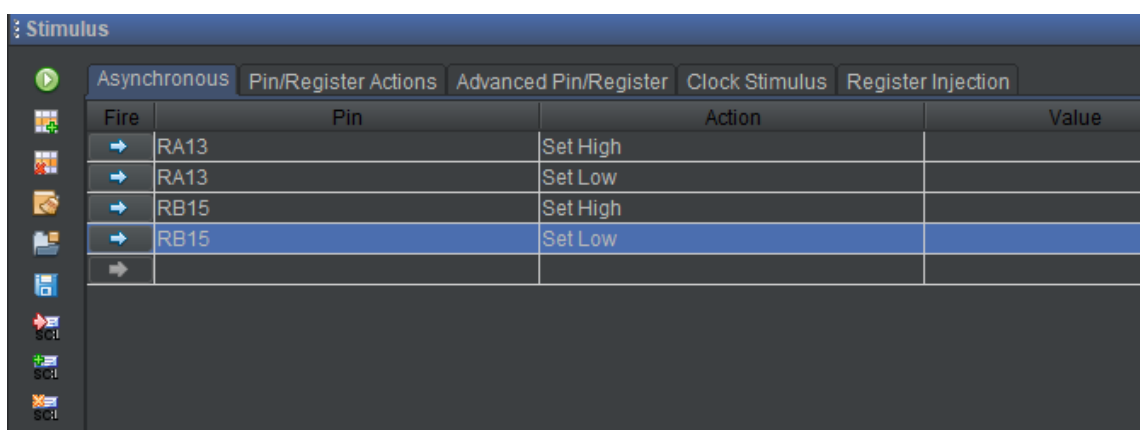 Stimulus
Asynchronous Pin/Register Actions Advanced Pin/Register Clock Stimulus Register Injection
Fire Pin Action Value
RA13 Set High
RA13 Set Low
RB15 Set High
RB15 Set Low
SCL
SCL
SCL